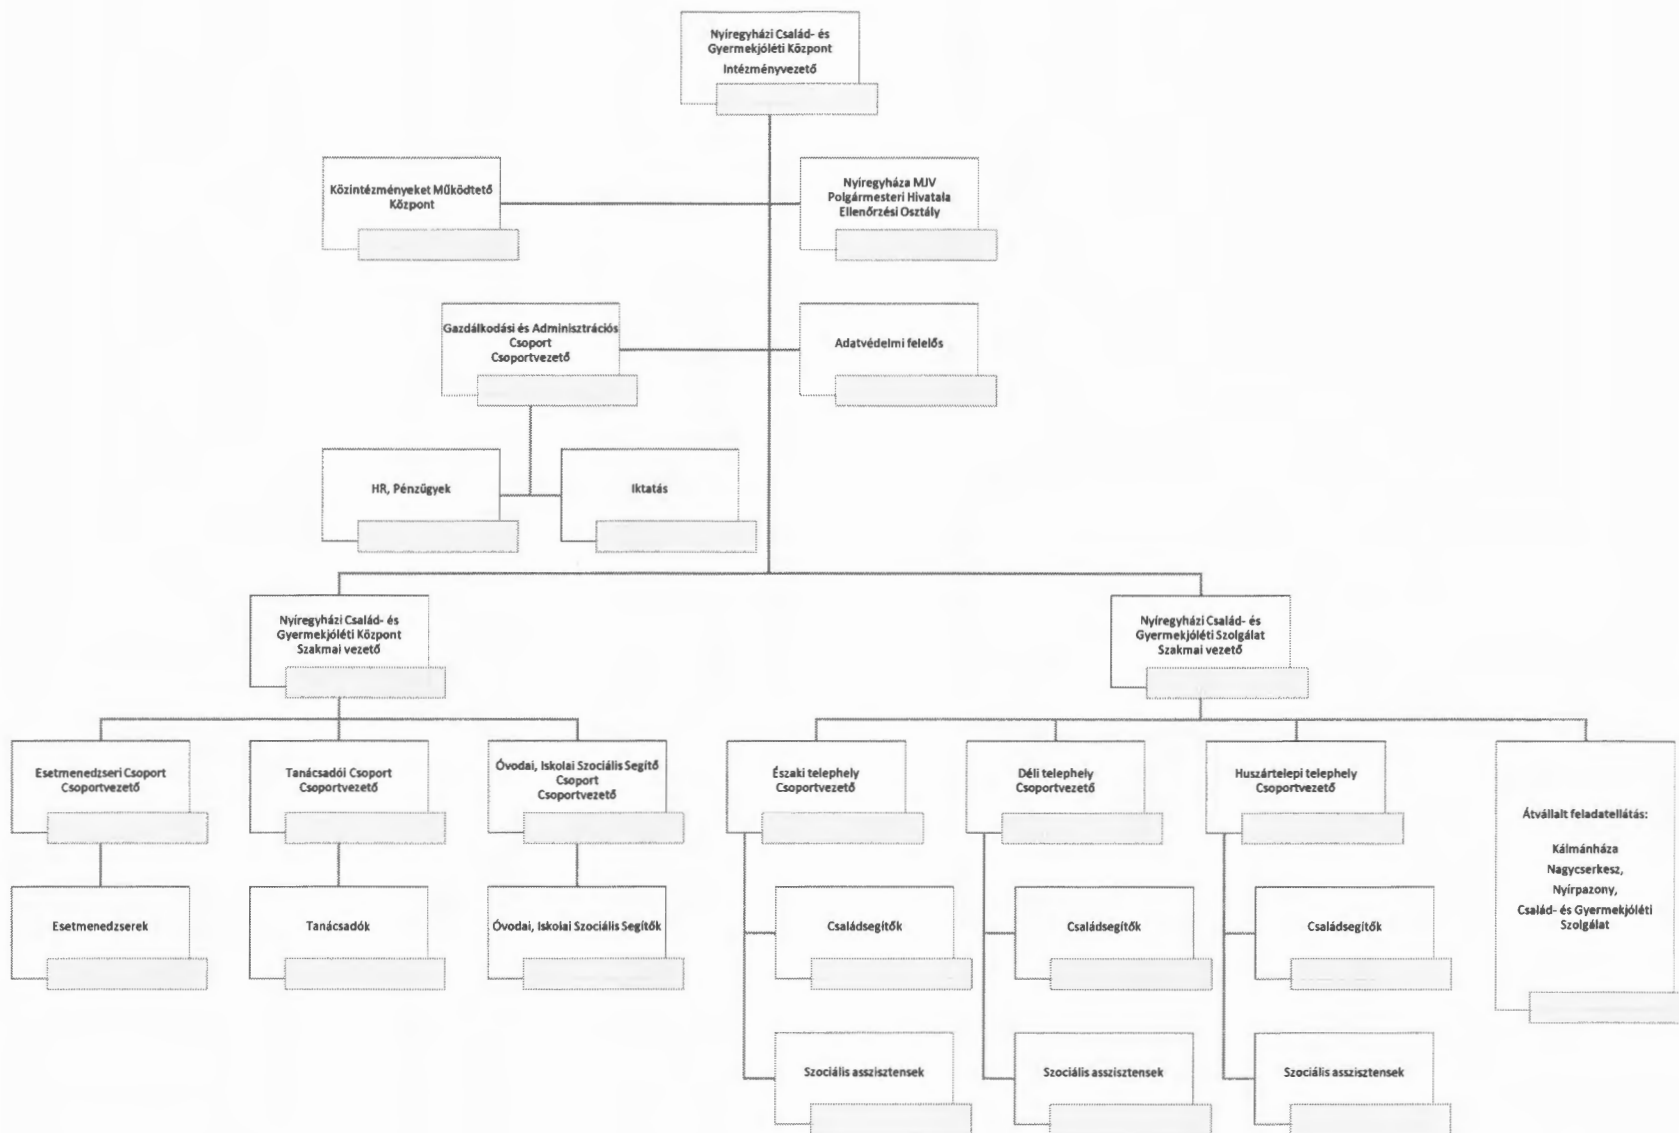 Nyíregyházi Család- és
Gyermekjóléti Központ
Intézményvezető
Közintézményeket Működtető
Központ
Nyíregyháza MJV
Polgármesteri Hivatala
Ellenőrzési Osztály
Gazdálkodási és Adminisztrációs
Csoport
Csoportvezető
Adatvédelmi felelős
HR, Pénzügyek
Iktatás
Nyíregyházi Család- és
Gyermekjóléti Központ
Szakmai vezető
Nyíregyházi Család- és
Gyermekjóléti Szolgálat
Szakmai vezető
Esetmenedzseri Csoport
Csoportvezető
Tanácsadói Csoport
Csoportvezető
Óvodai, Iskolai Szociális Segítő
Csoport
Csoportvezető
Északi telephely
Csoportvezető
Déli telephely
Csoportvezető
Huszártelepi telephely
Csoportvezető
Átvállalt feladatellátás:
Kálmánháza
Nagycserkesz,
Nyírpazony,
Család- és Gyermekjóléti
Szolgálat
Esetmenedzserek
Tanácsadók
Óvodai, Iskolai Szociális Segítők
Családsegítők
Családsegítők
Családsegítők
Szociális asszisztensek
Szociális asszisztensek
Szociális asszisztensek